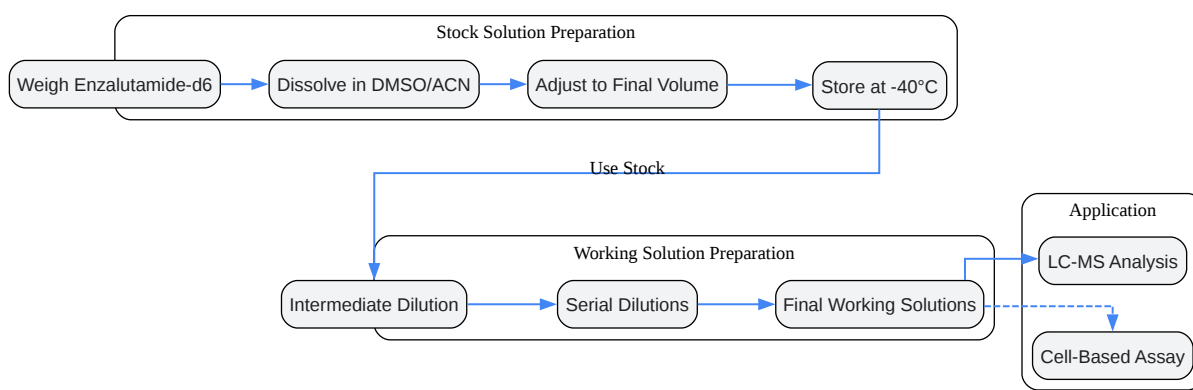 Stock Solution Preparation
Weigh Enzalutamide-d6
Dissolve in DMSO/ACN
Adjust to Final Volume
Store at -40°C
Use Stock
Working Solution Preparation
Intermediate Dilution
Serial Dilutions
Final Working Solutions
Application
LC-MS Analysis
Cell-Based Assay